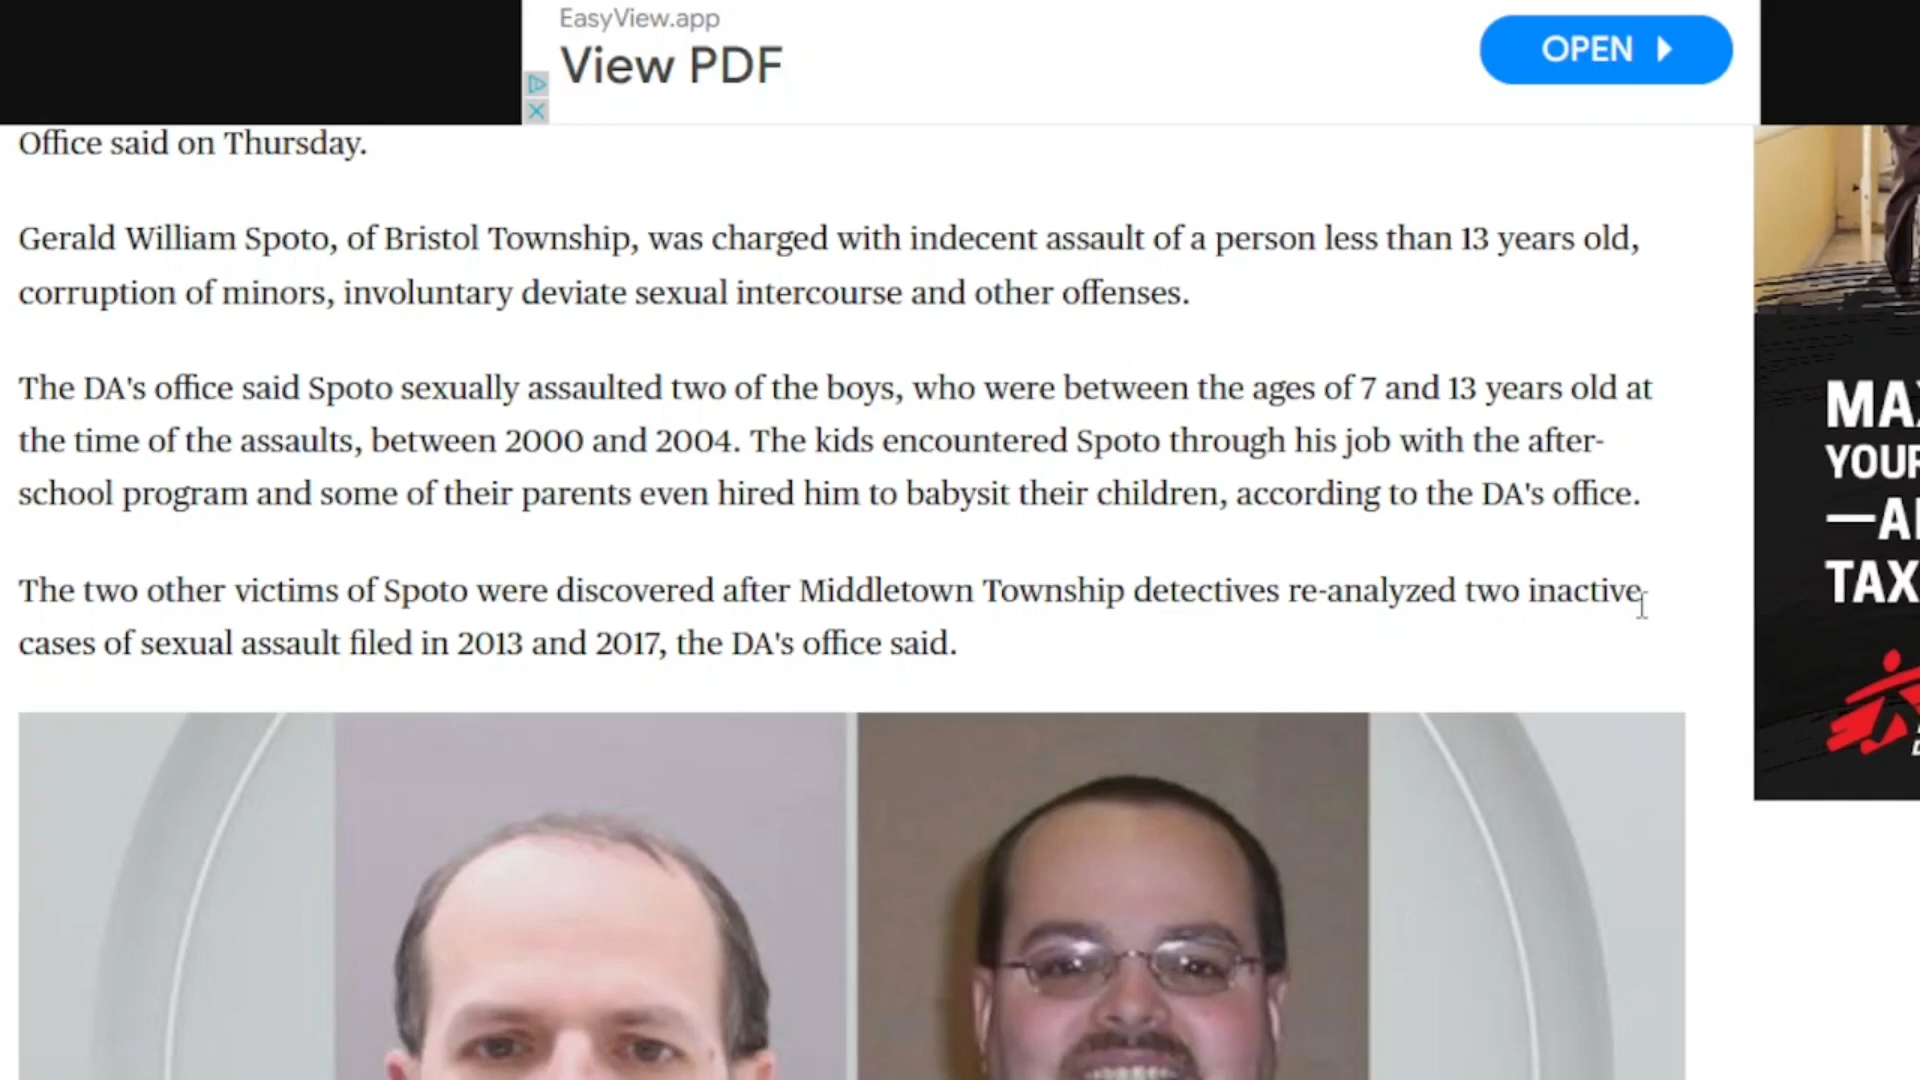 EasyView.app
View PDF
OPEN
Office said on Thursday.
Gerald William Spoto, of Bristol Township, was charged with indecent assault of a person less than 13 years old,
corruption of minors, involuntary deviate sexual intercourse and other offenses.
The DA's office said Spoto sexually assaulted two of the boys, who were between the ages of 7 and 13 years old at
the time of the assaults, between 2000 and 2004. The kids encountered Spoto through his job with the after-
school program and some of their parents even hired him to babysit their children, according to the DA's office.
The two other victims of Spoto were discovered after Middletown Township detectives re-analyzed two inactive
cases of sexual assault filed in 2013 and 2017, the DA's office said.
TAX